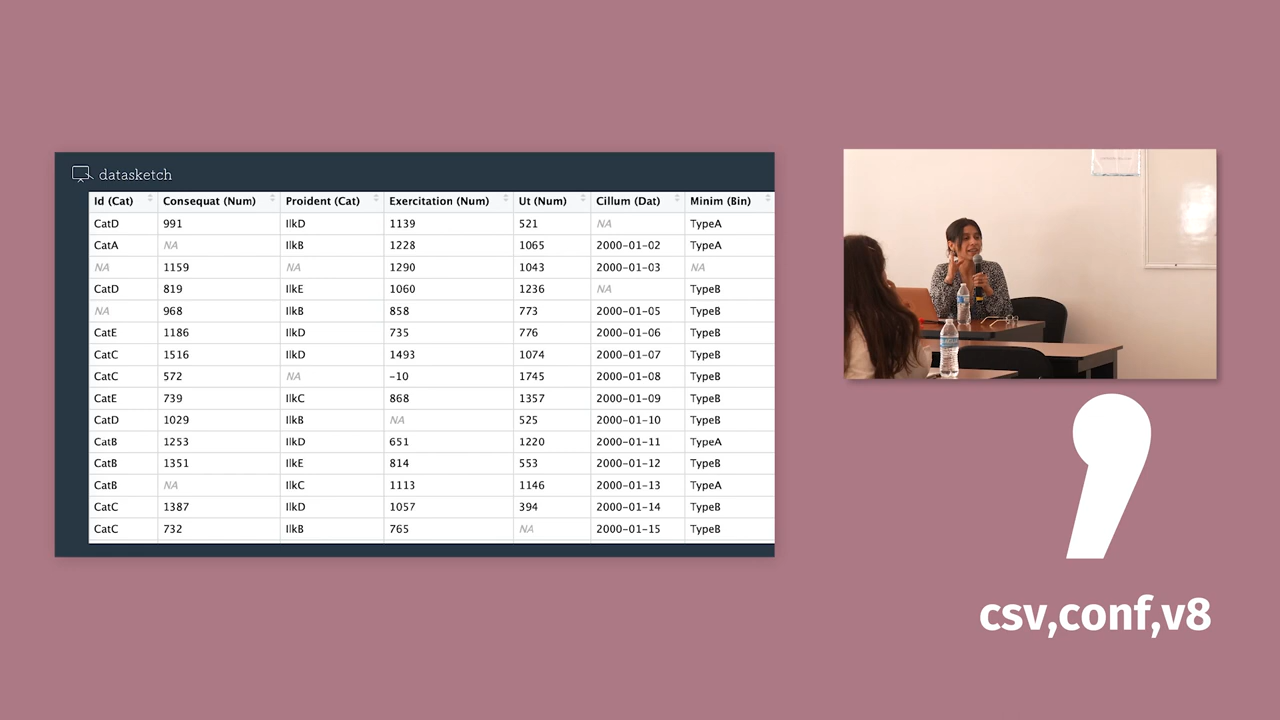 datasketch
Id (Cat) Consequat (Num) Proident (Cat) Exercitation (Num) Ut (Num) Cillum (Dat) Minim (Bin)
CatD 991 IlkD 1139 521 NA TypeA
CatA NA IlkB 1228 1065 2000-01-02 TypeA
NA 1159 NA 1290 1043 2000-01-03 NA
CatD 819 IlkE 1060 1236 NA TypeB
NA 968 IlkB 858 773 2000-01-05 TypeB
CatE 1186 IlkD 735 776 2000-01-06 TypeB
CatC 1516 IlkD 1493 1074 2000-01-07 TypeB
CatC 572 NA -10 1745 2000-01-08 TypeB
CatE 739 IlkC 868 1357 2000-01-09 TypeB
CatD 1029 IlkB NA 525 2000-01-10 TypeB
CatB 1253 IlkD 651 1220 2000-01-11 TypeA
CatB 1351 IlkE 814 553 2000-01-12 TypeB
CatB NA IlkC 1113 1146 2000-01-13 TypeA
CatC 1387 IlkD 1057 394 2000-01-14 TypeB
CatC 732 IlkB 765 NA 2000-01-15 TypeB
,
csv,conf,v8